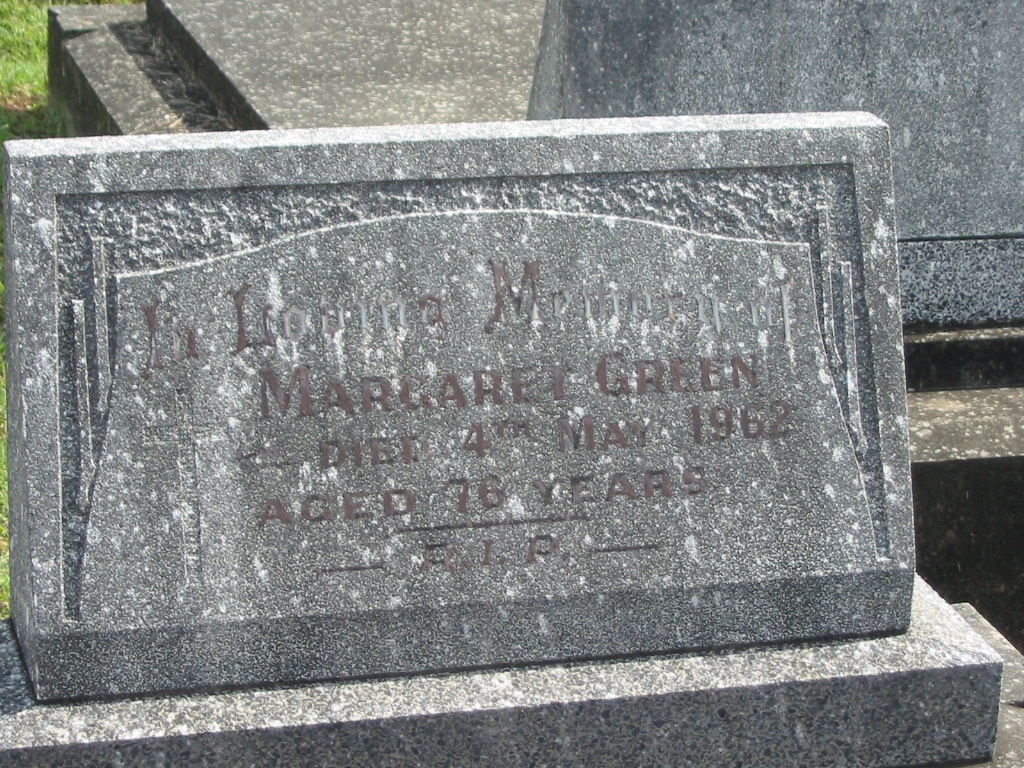 In Loving Memory of
MARGARET GREEN
DIED 4TH MAY 1962
AGED 76 YEARS
— R.I.P. —